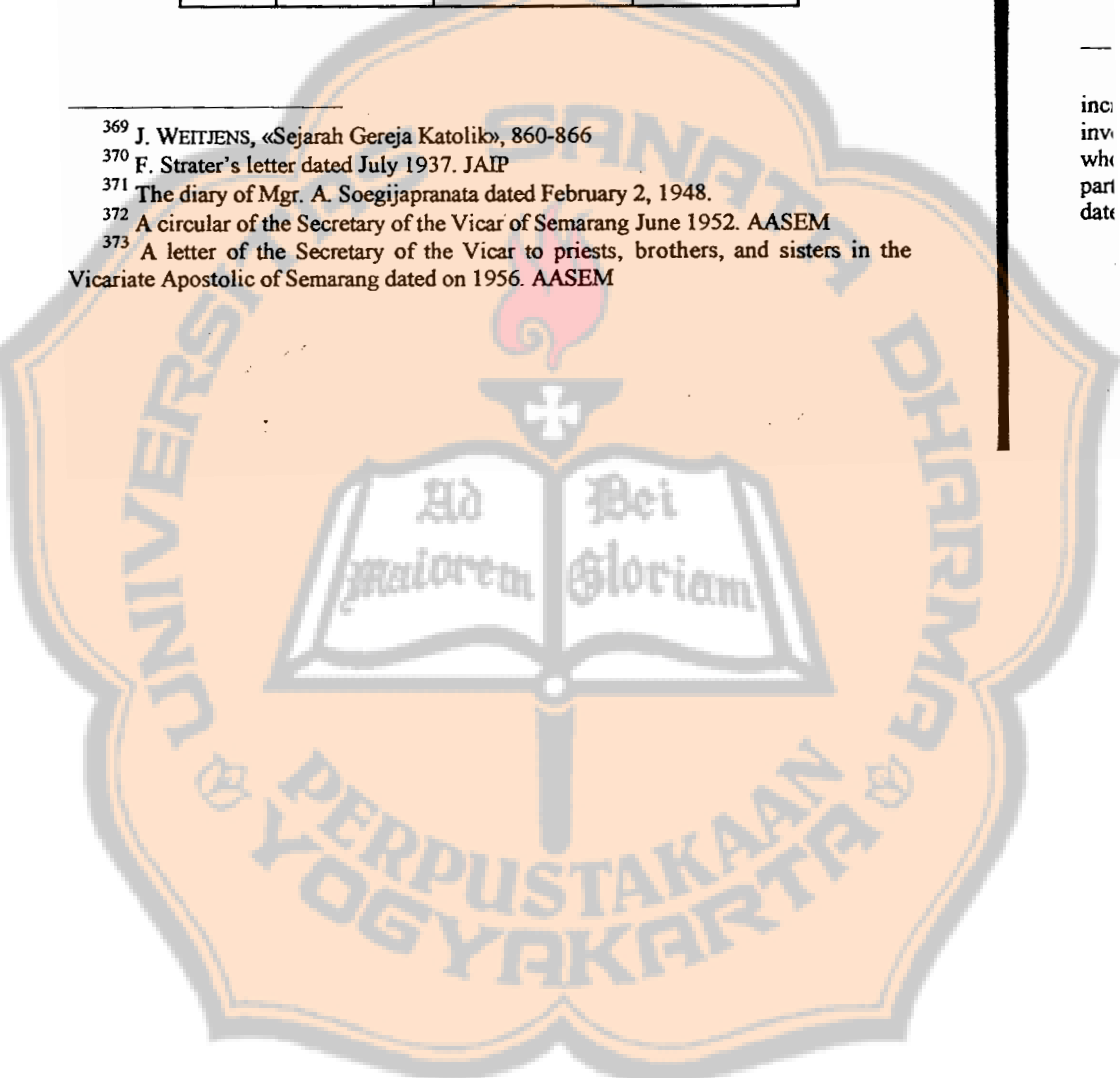 369 J. WEITJENS, «Sejarah Gereja Katolik», 860-866
370 F. Strater's letter dated July 1937. JAIP
371 The diary of Mgr. A. Soegijapranata dated February 2, 1948.
372 A circular of the Secretary of the Vicar of Semarang June 1952. AASEM
373 A letter of the Secretary of the Vicar to priests, brothers, and sisters in the
Vicariate Apostolic of Semarang dated on 1956. AASEM
UNIVERSITAS SANATA DHARMA
Ad Dei
maiorem Gloriam
PERPUSTAKAAN
YOGYAKARTA